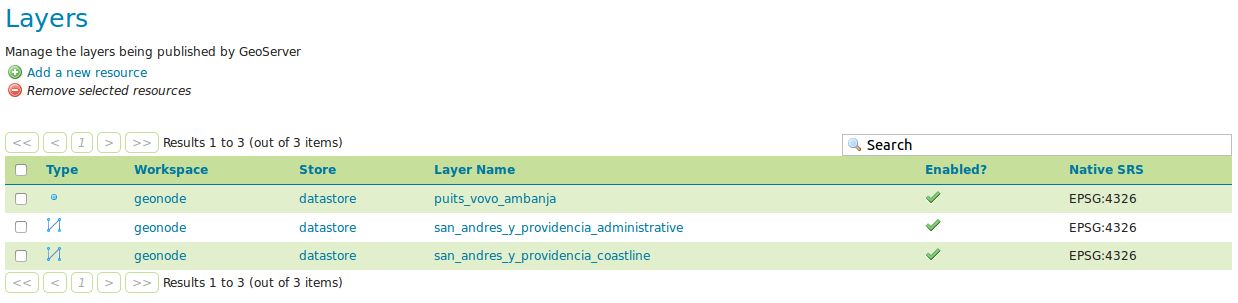 Layers
Manage the layers being published by GeoServer
Add a new resource
Remove selected resources
<< < 1 > >> Results 1 to 3 (out of 3 items)
Search
Type Workspace Store Layer Name Enabled? Native SRS
geonode datastore puits_vovo_ambanja EPSG:4326
geonode datastore san_andres_y_providencia_administrative EPSG:4326
geonode datastore san_andres_y_providencia_coastline EPSG:4326
<< < 1 > >> Results 1 to 3 (out of 3 items)